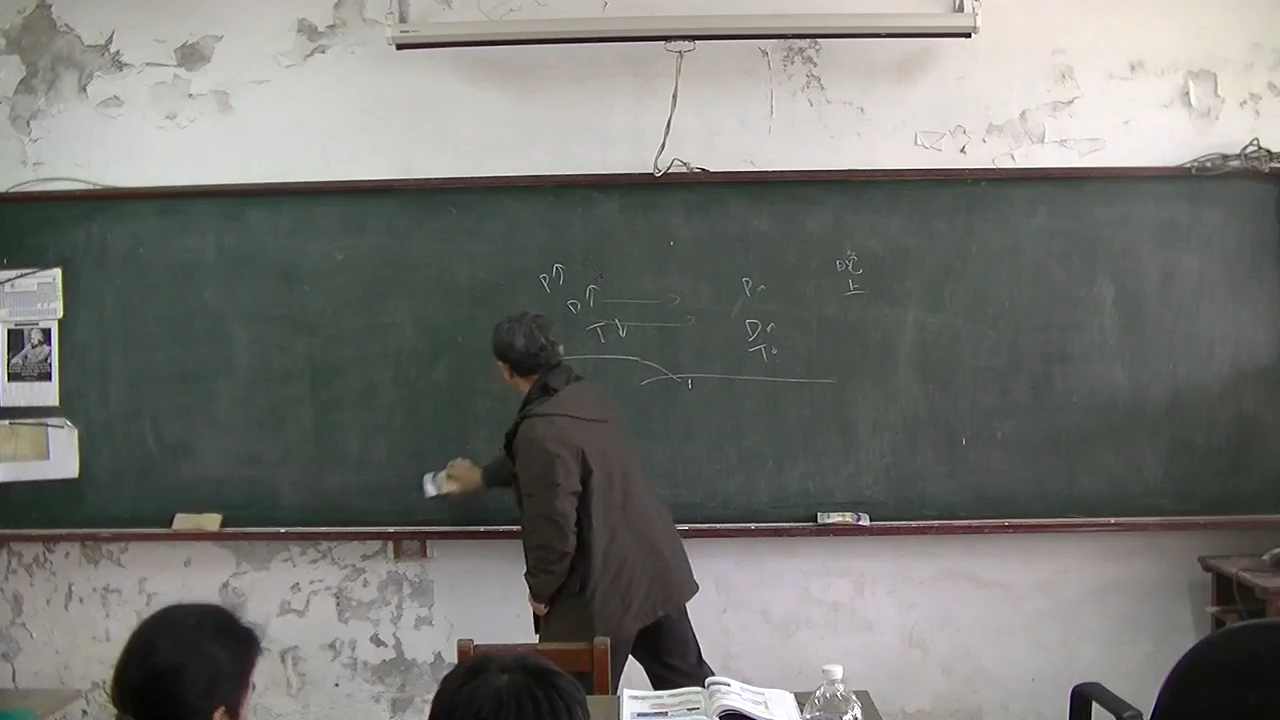 P↑
D↑ →
T↓ →
P^
D^
T
晚
上